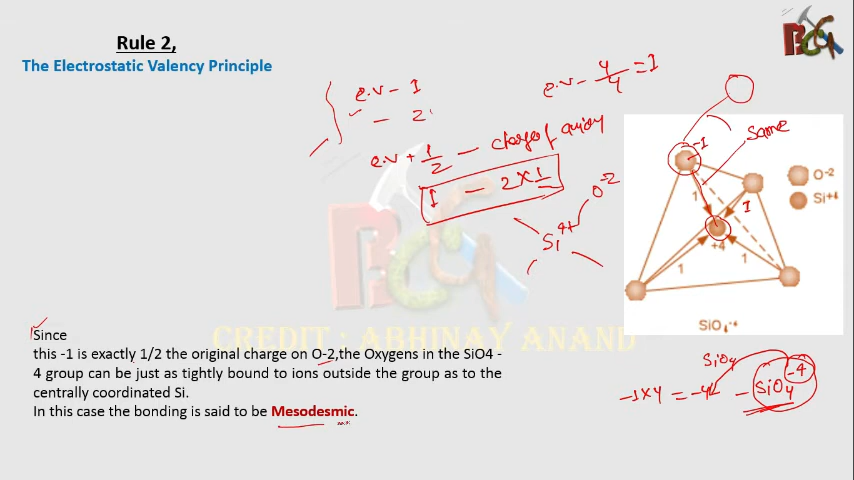 Rule 2,
The Electrostatic Valency Principle
e.v - 1
- 2
e.v - 4/4 = 1
e.v + 1/2 - charge of anion
1 - 2 × 1/2
Si 4+
O-2
-1
Same
1
1
1
1
+4
O-2
Si+4
SiO₄⁻⁴
CREDIT : ABHINAY ANAND
Since
this -1 is exactly 1/2 the original charge on O-2,the Oxygens in the SiO4 -
4 group can be just as tightly bound to ions outside the group as to the
centrally coordinated Si.
In this case the bonding is said to be Mesodesmic.
SiO4
-1×4 = -4 - SiO4 -4